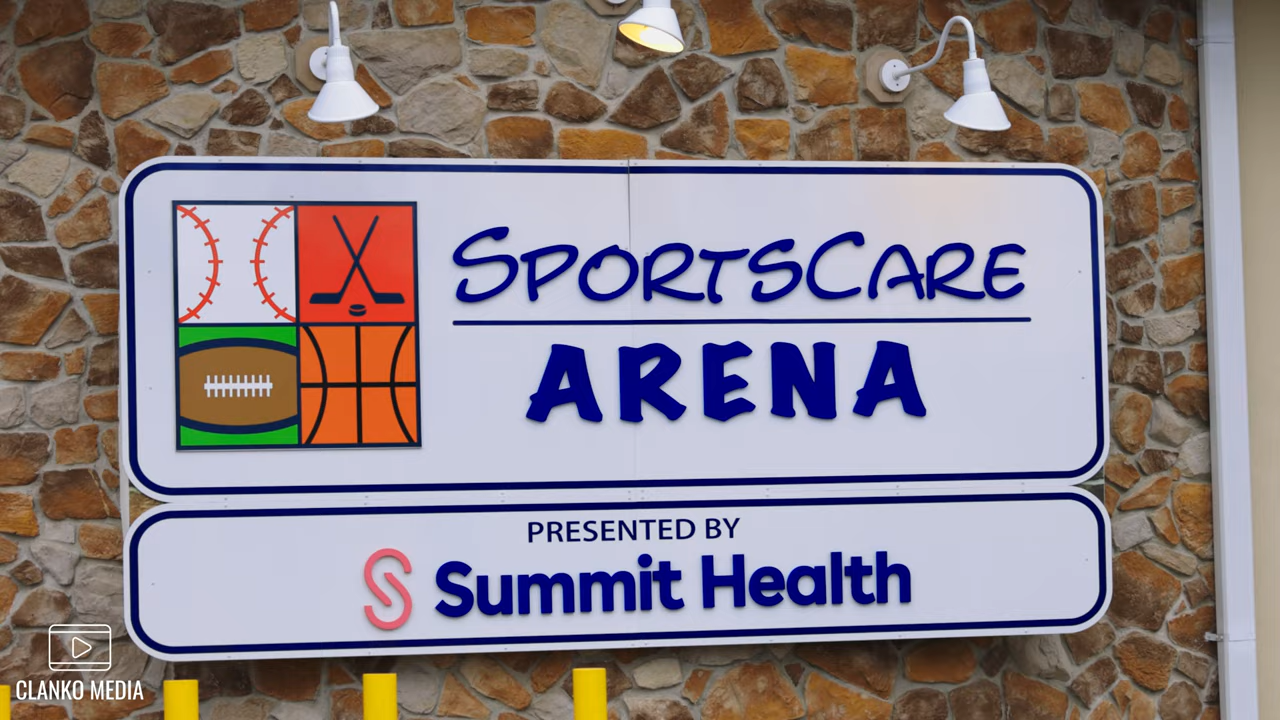 SPORTSCARE
ARENA
PRESENTED BY
Summit Health
CLANKO MEDIA